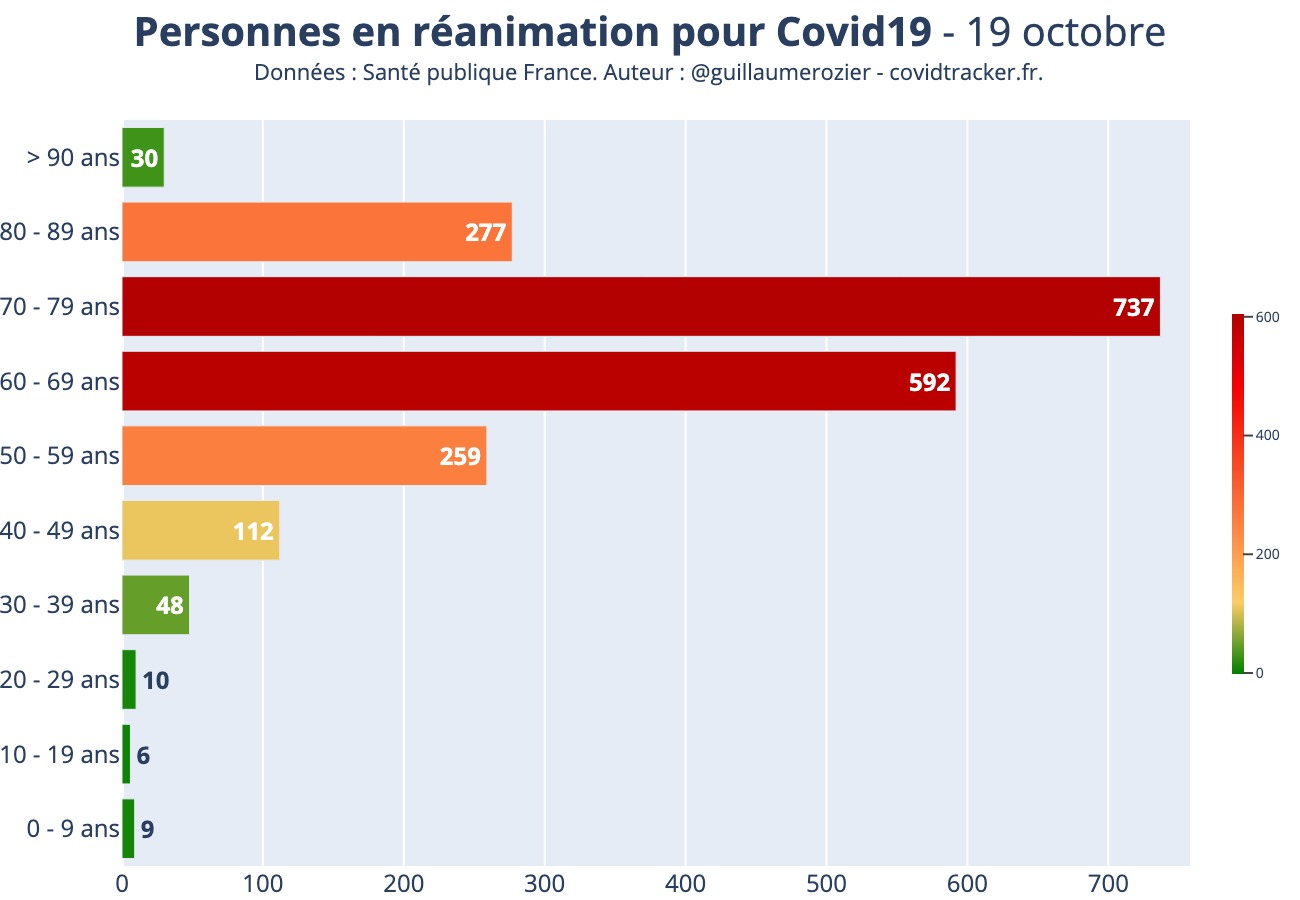 Personnes en réanimation pour Covid19 - 19 octobre
Données : Santé publique France. Auteur : @guillaumerozier - covidtracker.fr.
> 90 ans 30
80 - 89 ans 277
70 - 79 ans 737
60 - 69 ans 592
50 - 59 ans 259
40 - 49 ans 112
30 - 39 ans 48
20 - 29 ans 10
10 - 19 ans 6
0 - 9 ans 9
0 100 200 300 400 500 600 700
600
400
200
0